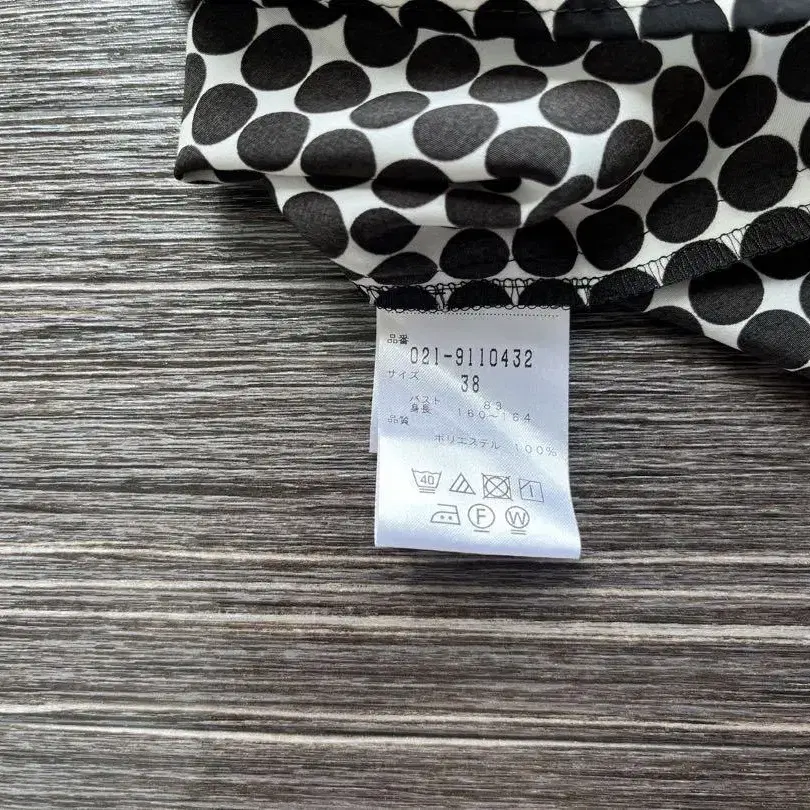 品番
021-9110432
サイズ 38
バスト 83
身長 160〜164
品質
ポリエステル 100%
40
F W